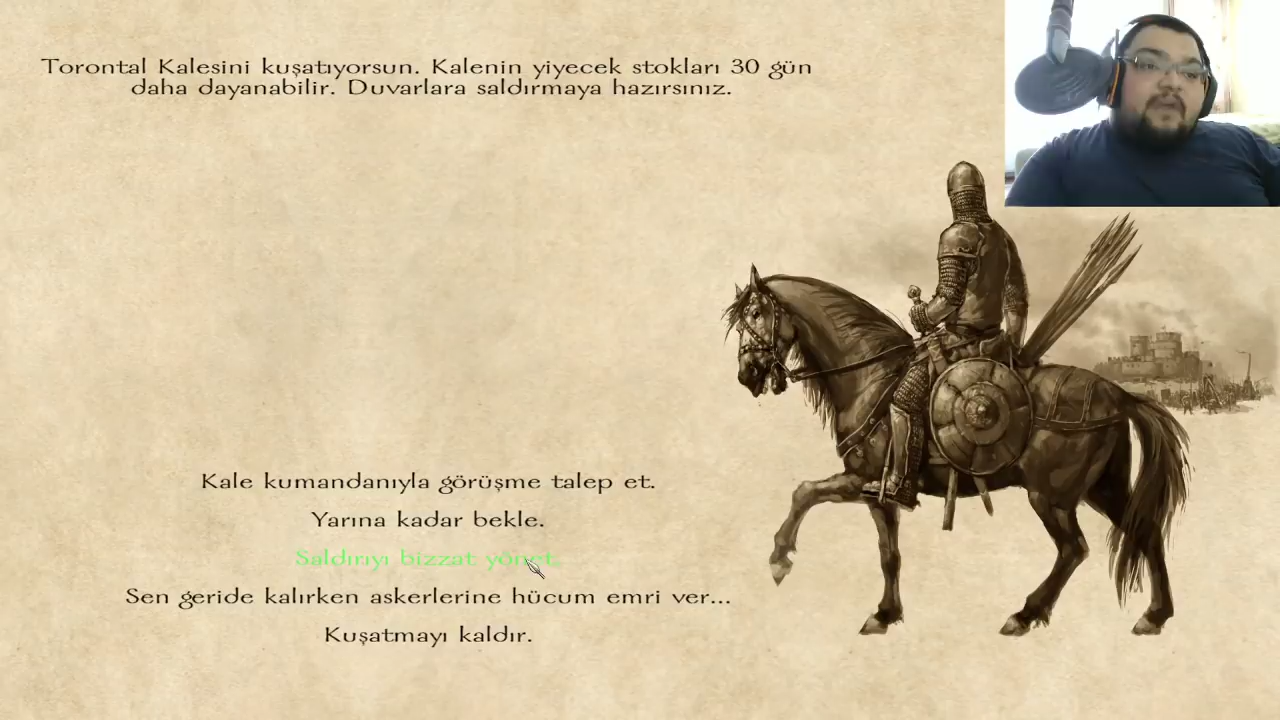 Torontal Kalesini kuşatıyorsun. Kalenin yiyecek stokları 30 gün
daha dayanabilir. Duvarlara saldırmaya hazırsınız.
Kale kumandanıyla görüşme talep et.
Yarına kadar bekle.
Saldırıyı bizzat yönet.
Sen geride kalırken askerlerine hücum emri ver...
Kuşatmayı kaldır.